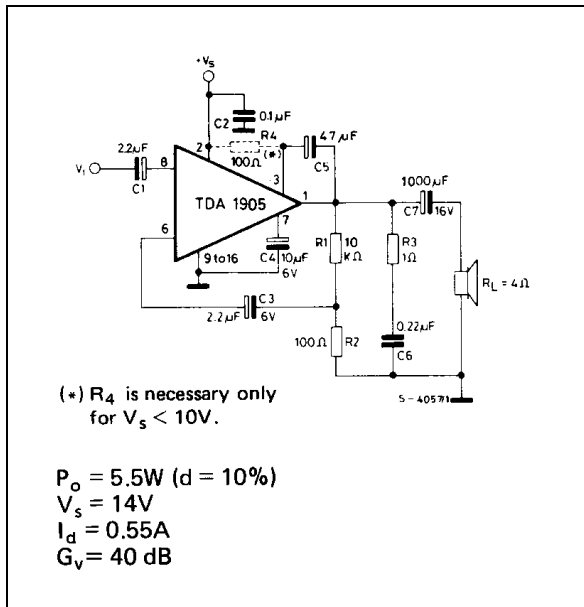 +Vs
C2
0.1µF
2
R4
(*)
100Ω
47µF
C5
2.2µF
Vi
C1
8
3
1
TDA 1905
7
6
9 to 16
C4
10µF
6V
R1
10
KΩ
R3
1Ω
1000µF
C7
16V
RL = 4Ω
C3
2.2µF
6V
100Ω
R2
0.22µF
C6
S-4057/1
(*) R4 is necessary only
for Vs < 10V.
Po = 5.5W (d = 10%)
Vs = 14V
Id = 0.55A
Gv = 40 dB